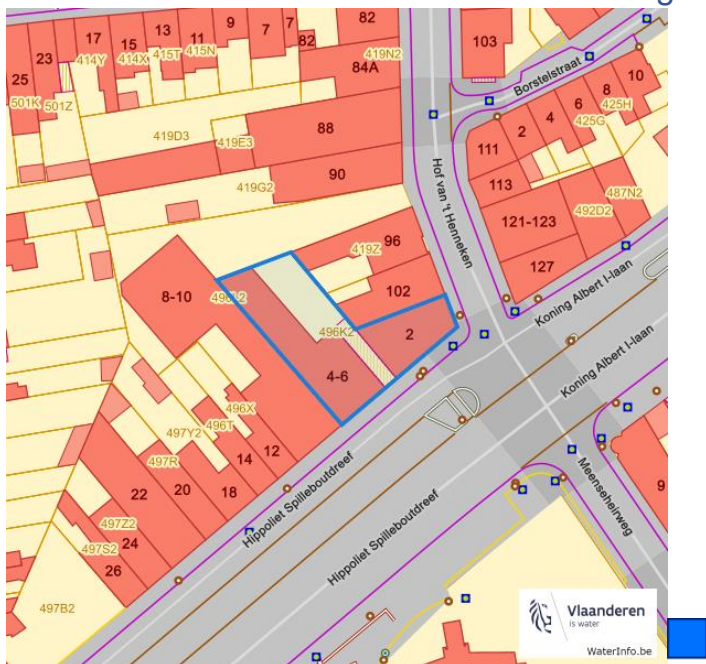 82
9
7
7
13
17
15
11
23
414Y
414X
415T
415N
82
419N2
103
25
84A
Borstelstraat
10
8
501K
501Z
6
425H
88
4
425G
419D3
419E3
2
111
90
Hof van 't Henneken
113
487N2
419G2
121-123
492D2
96
419Z
127
8-10
102
Koning Albert I-laan
496K2
2
Koning Albert I-laan
4-6
496X
496T
497Y2
12
497R
14
Meenseheirweg
22
20
18
Hippoliet Spilleboutdreef
9
497Z2
24
497S2
26
Hippoliet Spilleboutdreef
497B2
Vlaanderen
is water
WaterInfo.be